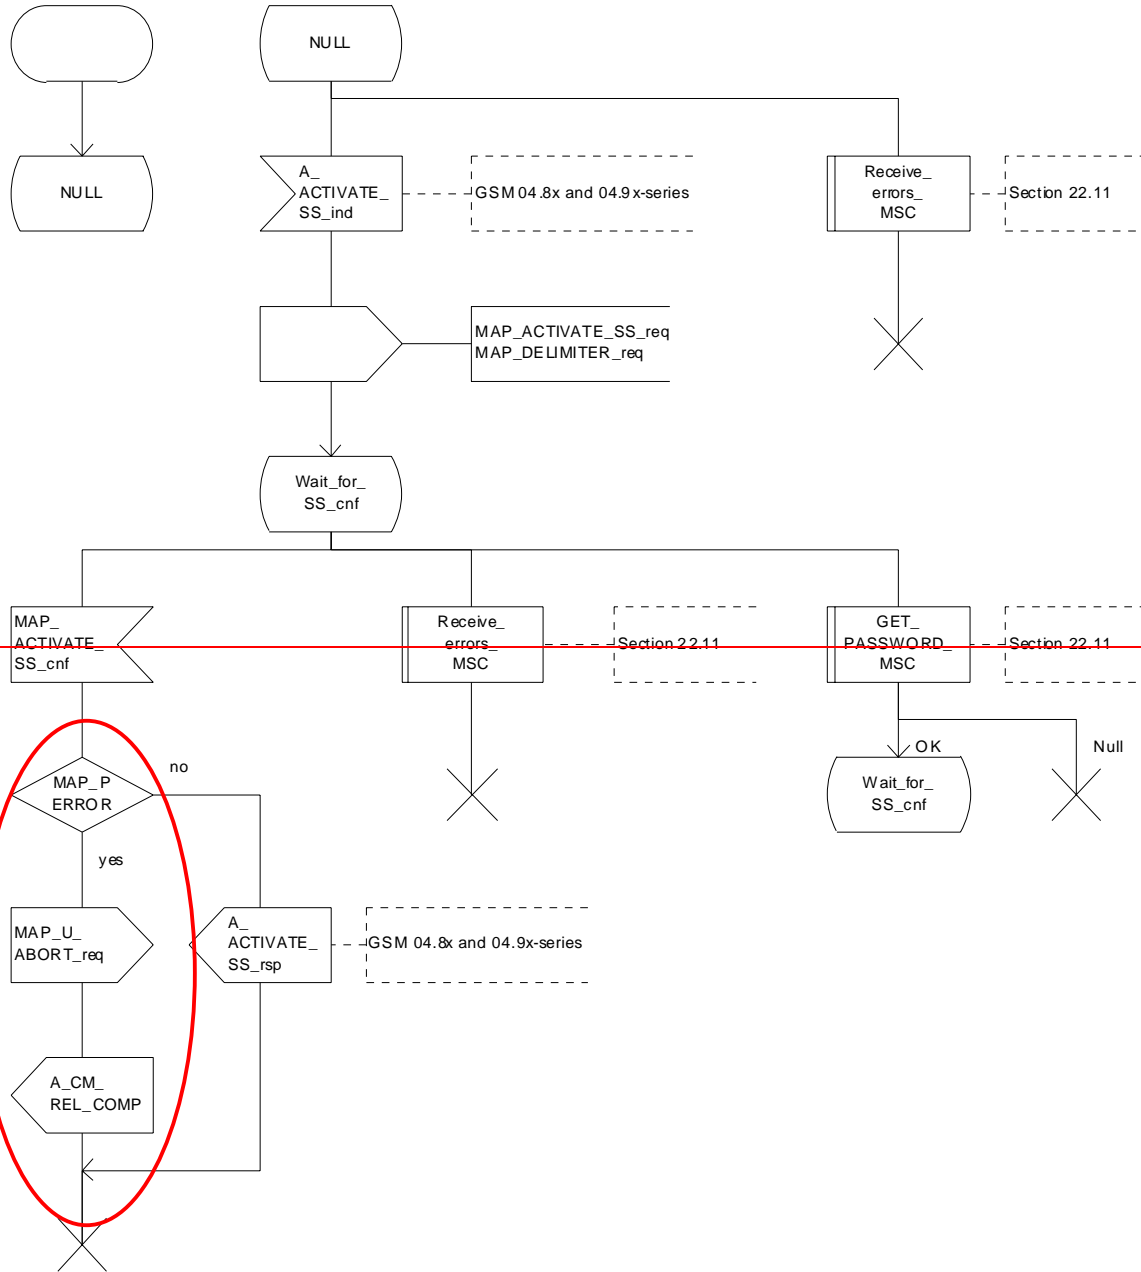 NULL
NULL
A_
ACTIVATE_
SS_ind
GSM 04.8x and 04.9x-series
Receive_
errors_
MSC
Section 22.11
MAP_ACTIVATE_SS_req
MAP_DELIMITER_req
Wait_for_
SS_cnf
MAP_
ACTIVATE_
SS_cnf
Receive_
errors_
MSC
Section 22.11
GET_
PASSWORD_
MSC
Section 22.11
OK
Null
MAP_P
ERROR
no
Wait_for_
SS_cnf
yes
MAP_U_
ABORT_req
A_
ACTIVATE_
SS_rsp
GSM 04.8x and 04.9x-series
A_CM_
REL_COMP